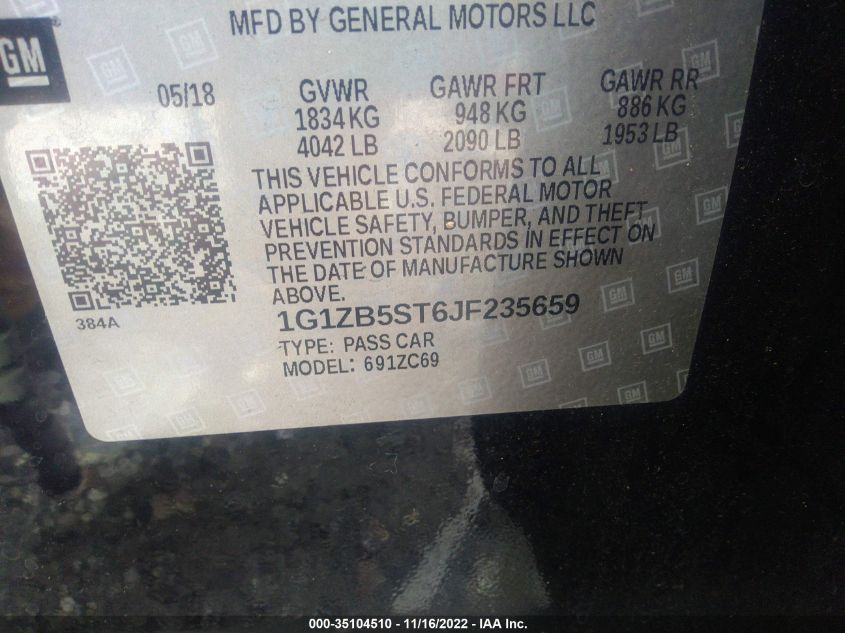 MFD BY GENERAL MOTORS LLC
GM
05/18 GVWR GAWR FRT GAWR RR
1834 KG 948 KG 886 KG
4042 LB 2090 LB 1953 LB
THIS VEHICLE CONFORMS TO ALL
APPLICABLE U.S. FEDERAL MOTOR
VEHICLE SAFETY, BUMPER, AND THEFT
PREVENTION STANDARDS IN EFFECT ON
THE DATE OF MANUFACTURE SHOWN
ABOVE.
384A
1G1ZB5ST6JF235659
TYPE: PASS CAR
MODEL: 691ZC69
000-35104510 - 11/16/2022 - IAA Inc.